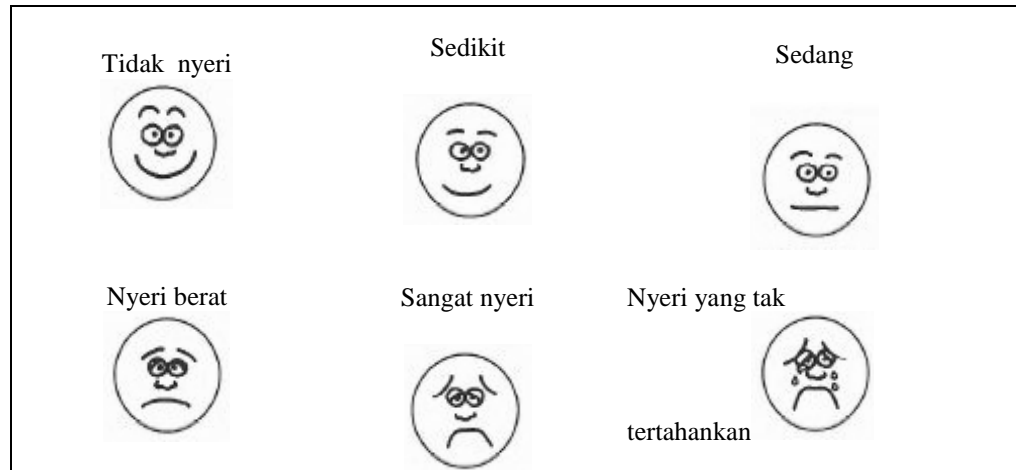 Tidak nyeri
Sedikit
Sedang
Nyeri berat
Sangat nyeri
Nyeri yang tak
tertahankan